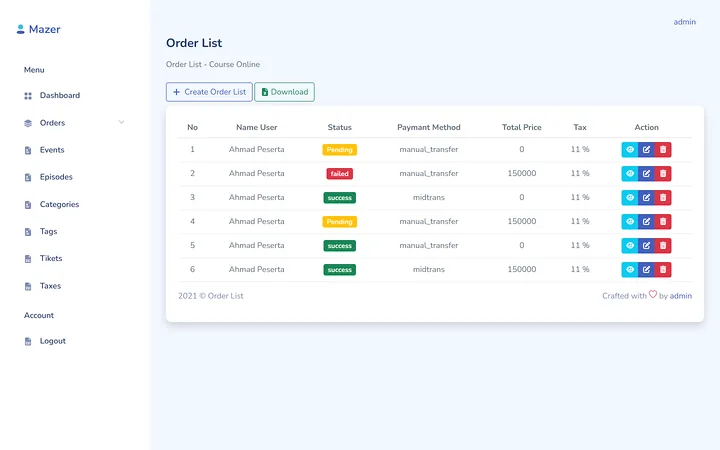 Mazer
Menu
Dashboard
Orders
Events
Episodes
Categories
Tags
Tikets
Taxes
Account
Logout
admin
Order List
Order List - Course Online
+ Create Order List Download
No Name User Status Paymant Method Total Price Tax Action
1 Ahmad Peserta Pending manual_transfer 0 11 %
2 Ahmad Peserta failed manual_transfer 150000 11 %
3 Ahmad Peserta success midtrans 0 11 %
4 Ahmad Peserta Pending manual_transfer 150000 11 %
5 Ahmad Peserta success manual_transfer 0 11 %
6 Ahmad Peserta success midtrans 150000 11 %
2021 © Order List Crafted with ♡ by admin